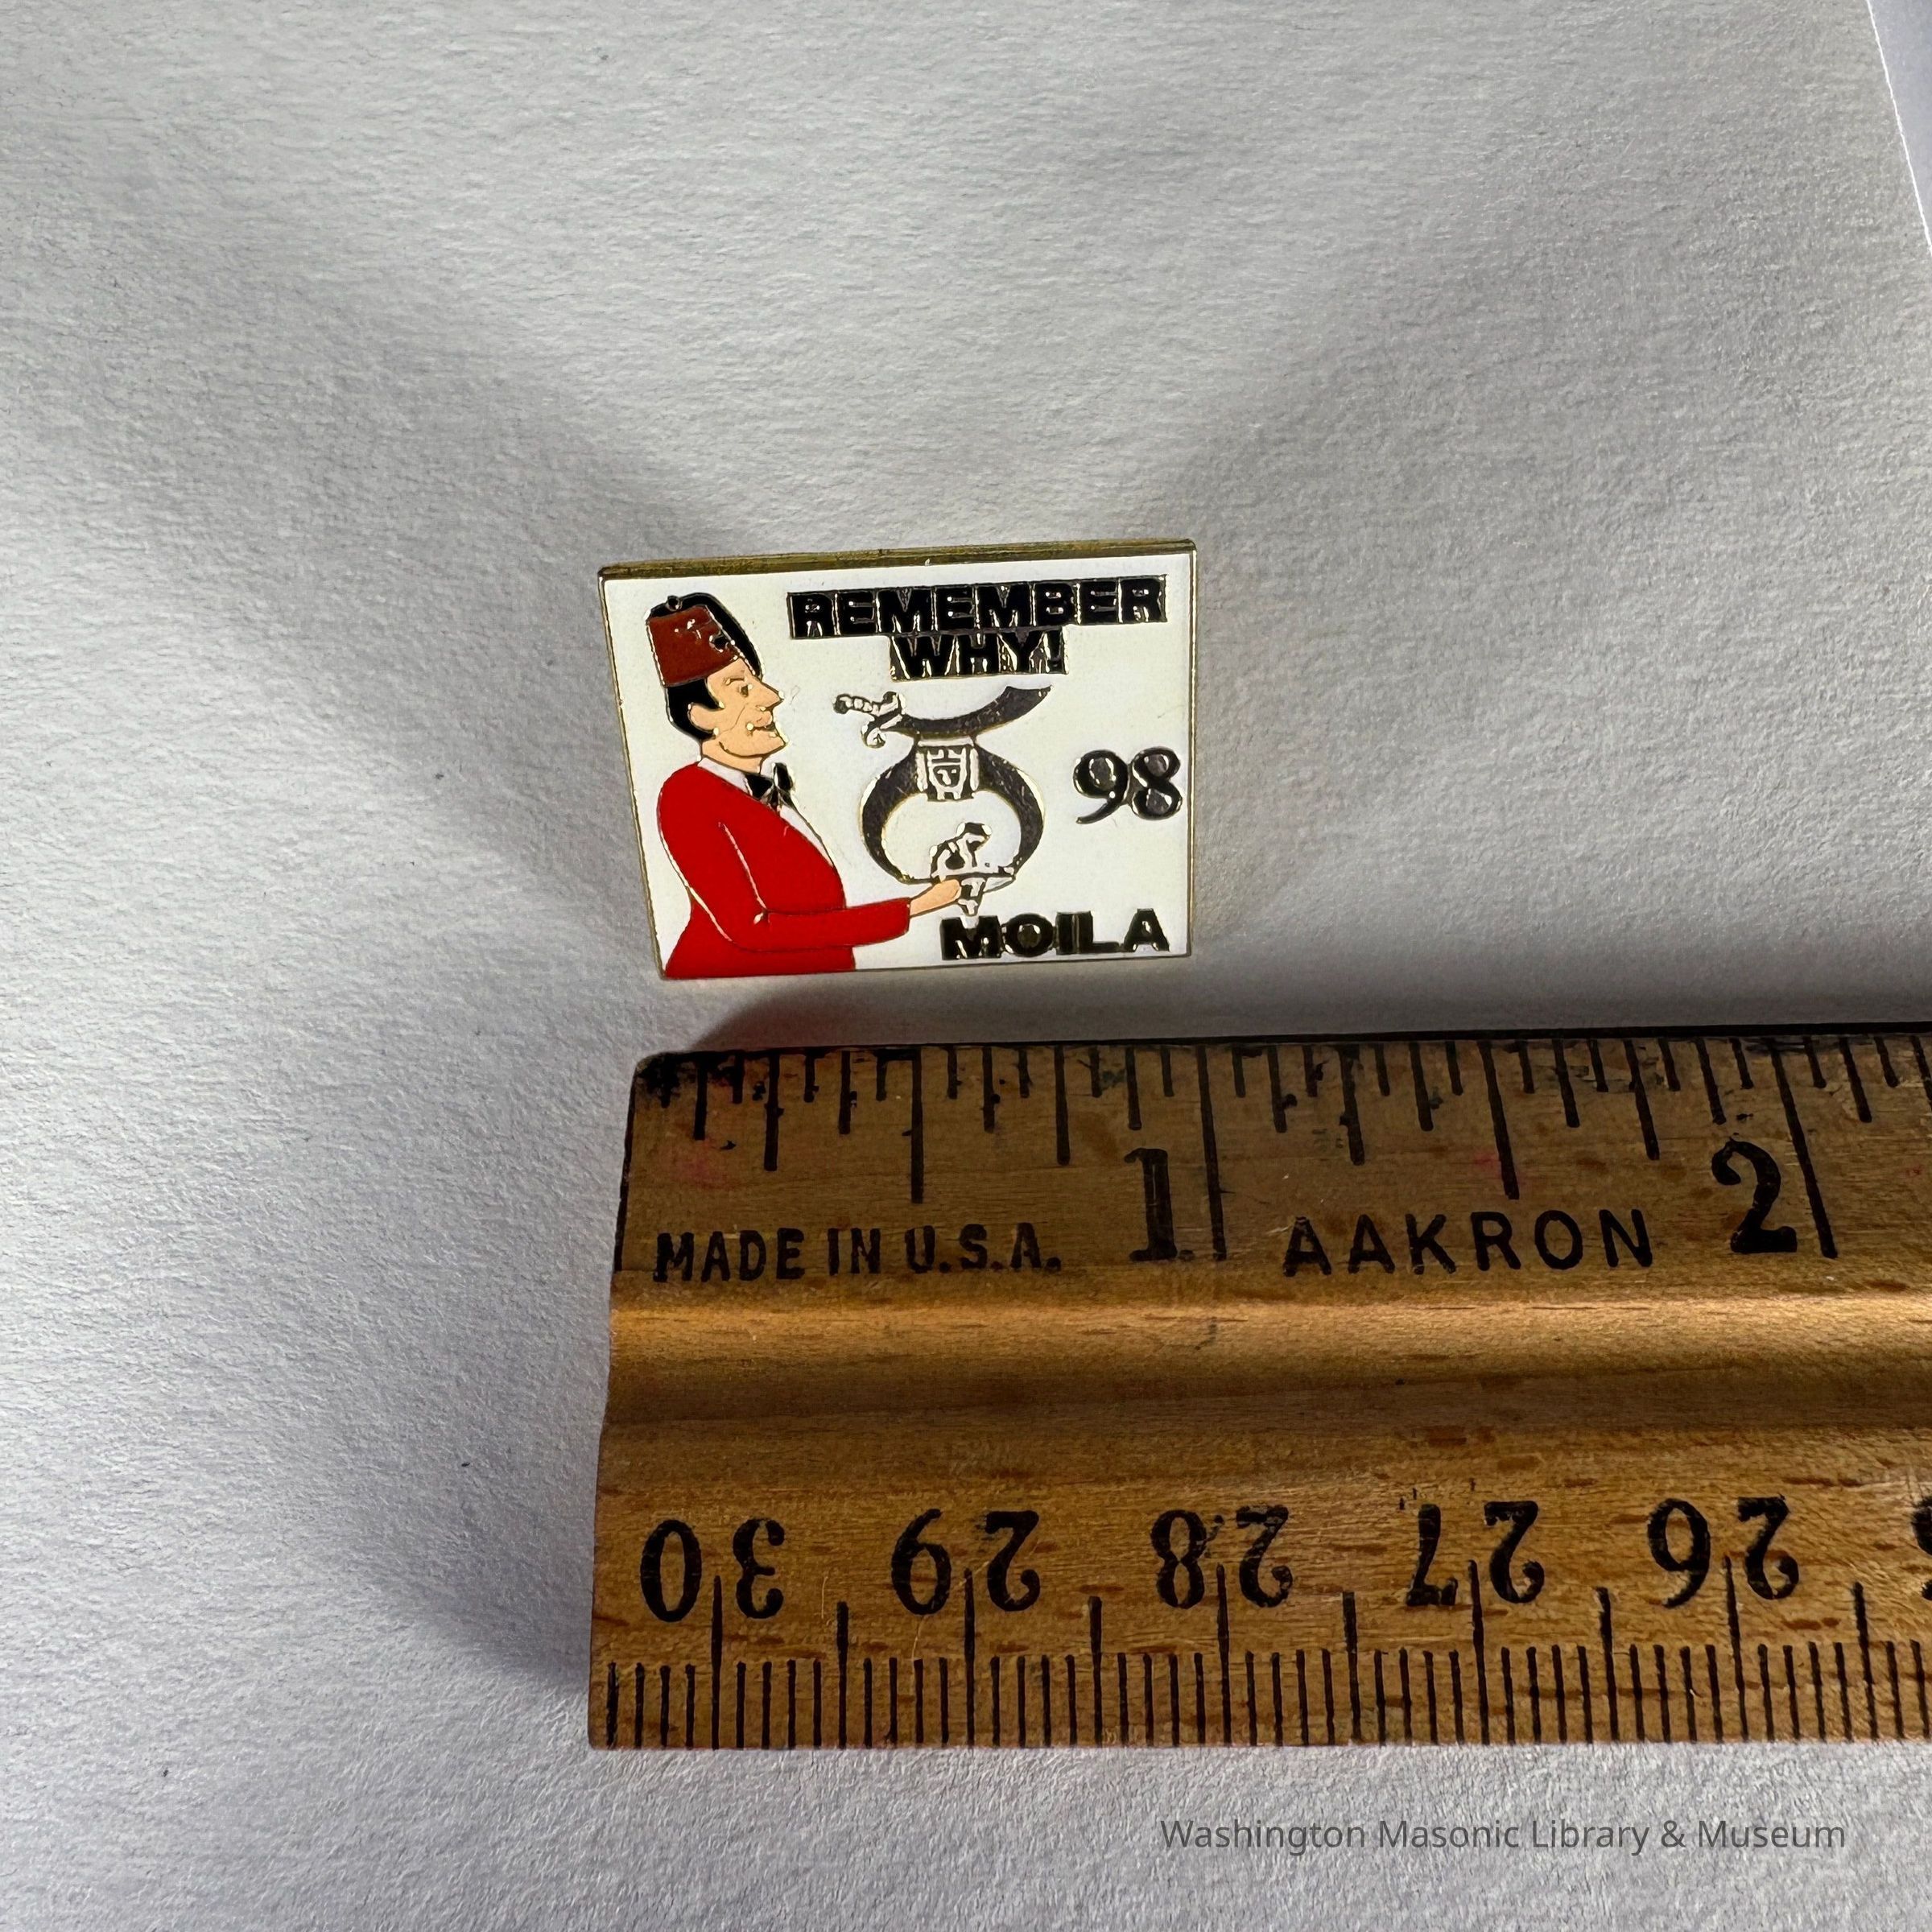 REMEMBER
WHY!
98
MOILA
1 2
MADE IN U.S.A. AAKRON
30 29 28 27 26
Washington Masonic Library & Museum